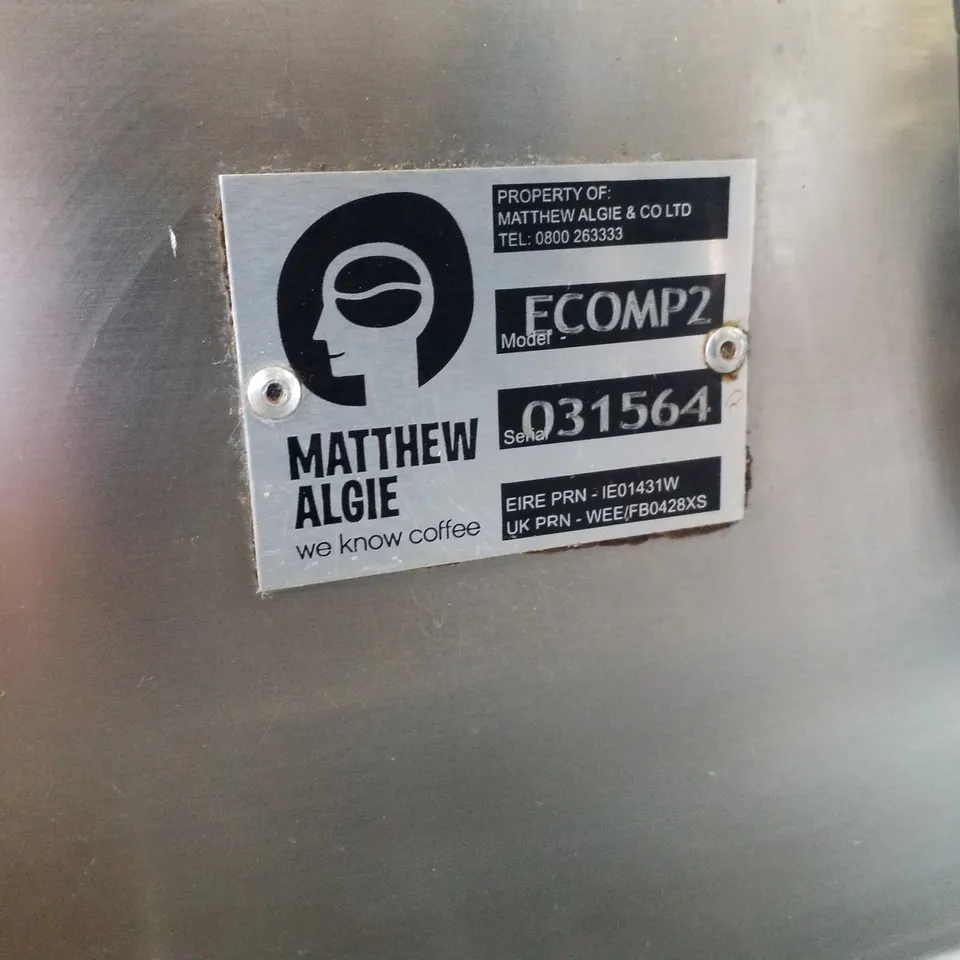 MATTHEW
ALGIE
we know coffee
PROPERTY OF:
MATTHEW ALGIE & CO LTD
TEL: 0800 263333
Model - ECOMP2
Serial 031564
EIRE PRN - IE01431W
UK PRN - WEE/FB0428XS